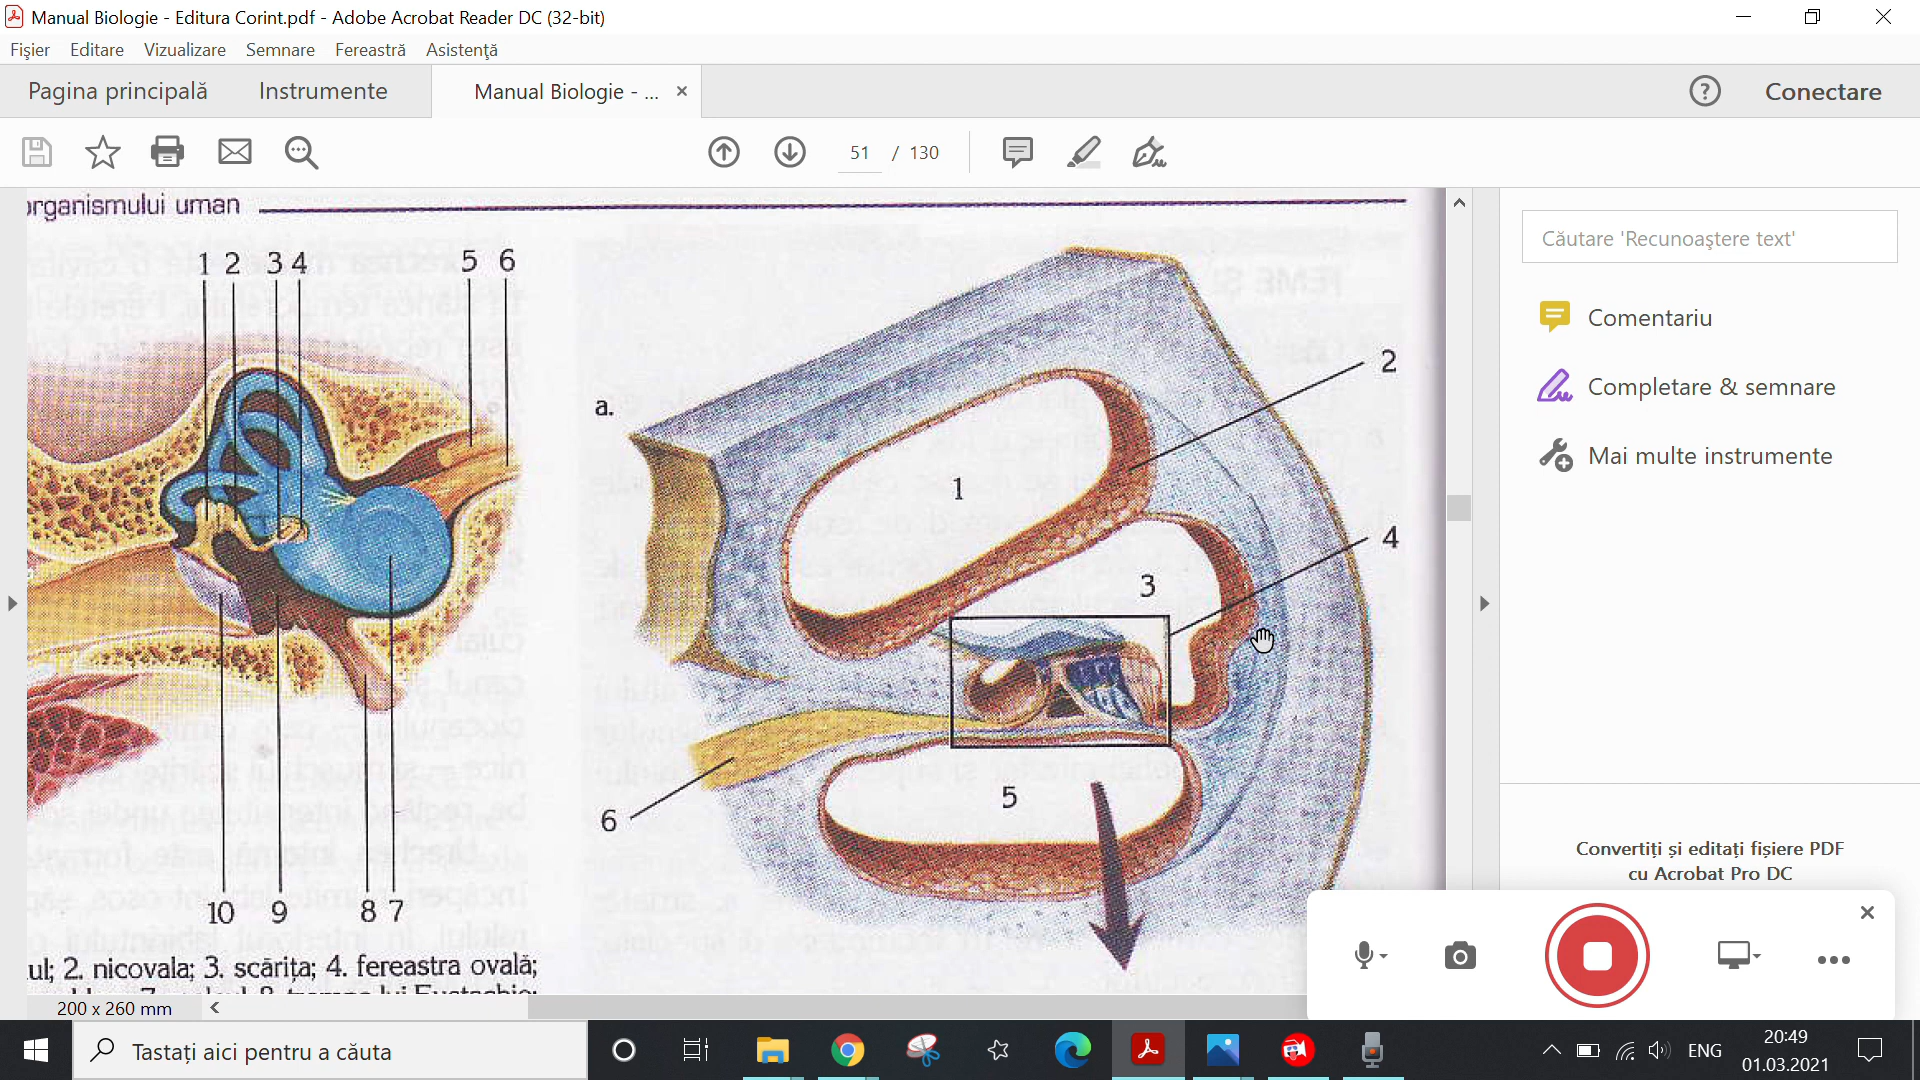 Manual Biologie - Editura Corint.pdf - Adobe Acrobat Reader DC (32-bit)
Fişier Editare Vizualizare Semnare Fereastră Asistenţă
Pagina principală Instrumente Manual Biologie - ... Conectare
51 / 130
organismului uman
1 2 3 4 5 6
a.
1
2
3
4
5
6
10 9 8 7
ul; 2. nicovala; 3. scărița; 4. fereastra ovală;
200 x 260 mm
Căutare 'Recunoaştere text'
Comentariu
Completare & semnare
Mai multe instrumente
Convertiți și editați fișiere PDF
cu Acrobat Pro DC
Tastați aici pentru a căuta
ENG
20:49
01.03.2021